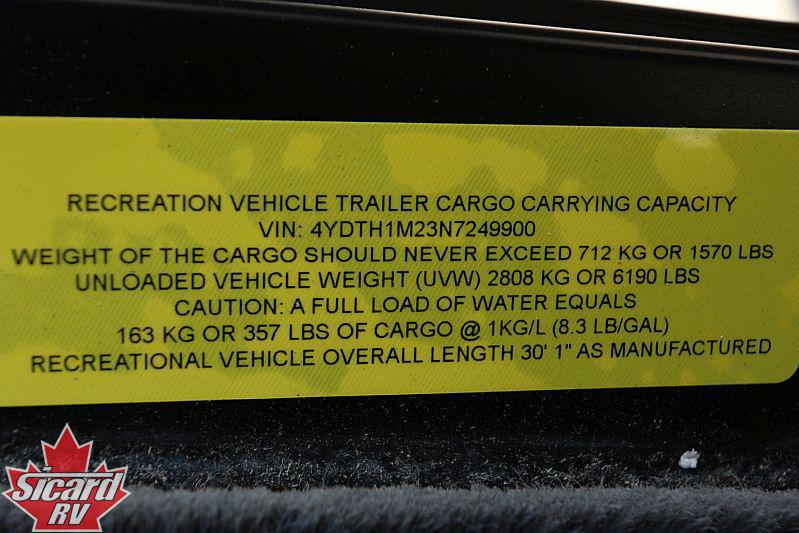 RECREATION VEHICLE TRAILER CARGO CARRYING CAPACITY
VIN: 4YDTH1M23N7249900
WEIGHT OF THE CARGO SHOULD NEVER EXCEED 712 KG OR 1570 LBS
UNLOADED VEHICLE WEIGHT (UVW) 2808 KG OR 6190 LBS
CAUTION: A FULL LOAD OF WATER EQUALS
163 KG OR 357 LBS OF CARGO @ 1KG/L (8.3 LB/GAL)
RECREATIONAL VEHICLE OVERALL LENGTH 30' 1" AS MANUFACTURED
Sicard
RV